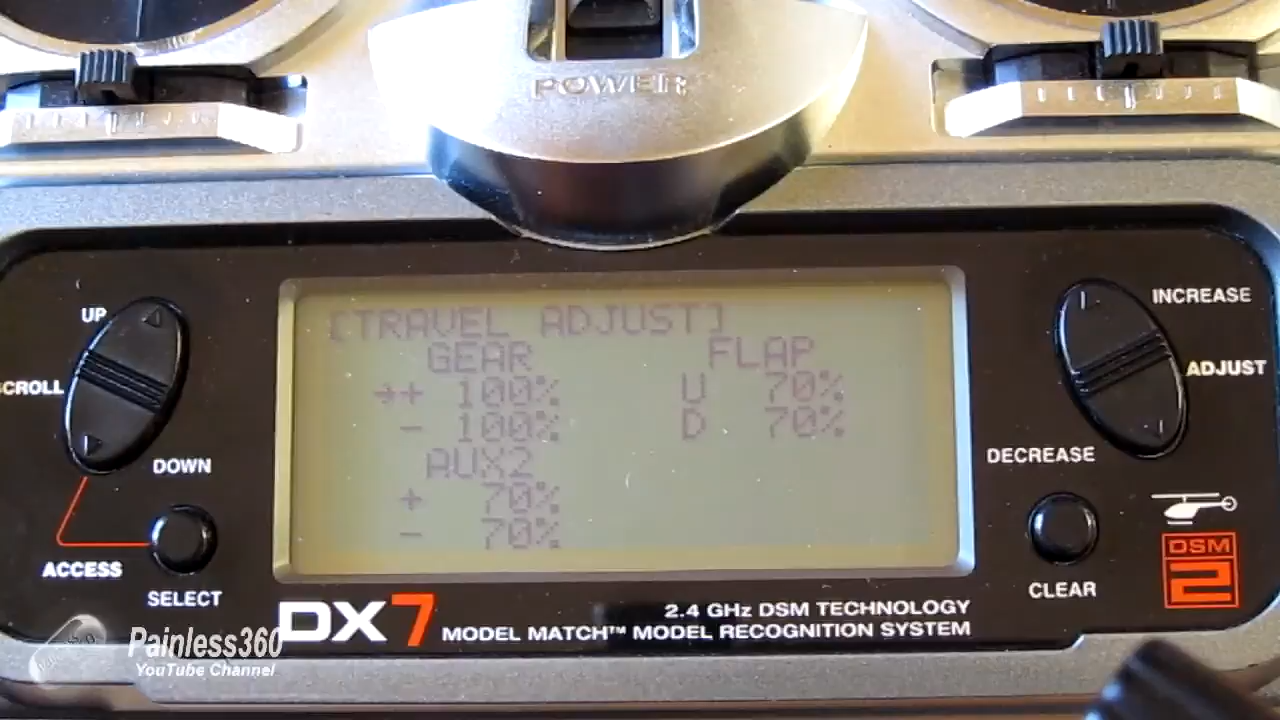 POWER
UP
SCROLL
DOWN
ACCESS
SELECT
[TRAVEL ADJUST]
GEAR FLAP
→+ 100% U 70%
- 100% D 70%
AUX2
+ 70%
- 70%
INCREASE
ADJUST
DECREASE
CLEAR
DSM
2
DX7
2.4 GHz DSM TECHNOLOGY
MODEL MATCH™ MODEL RECOGNITION SYSTEM
Painless360
YouTube Channel